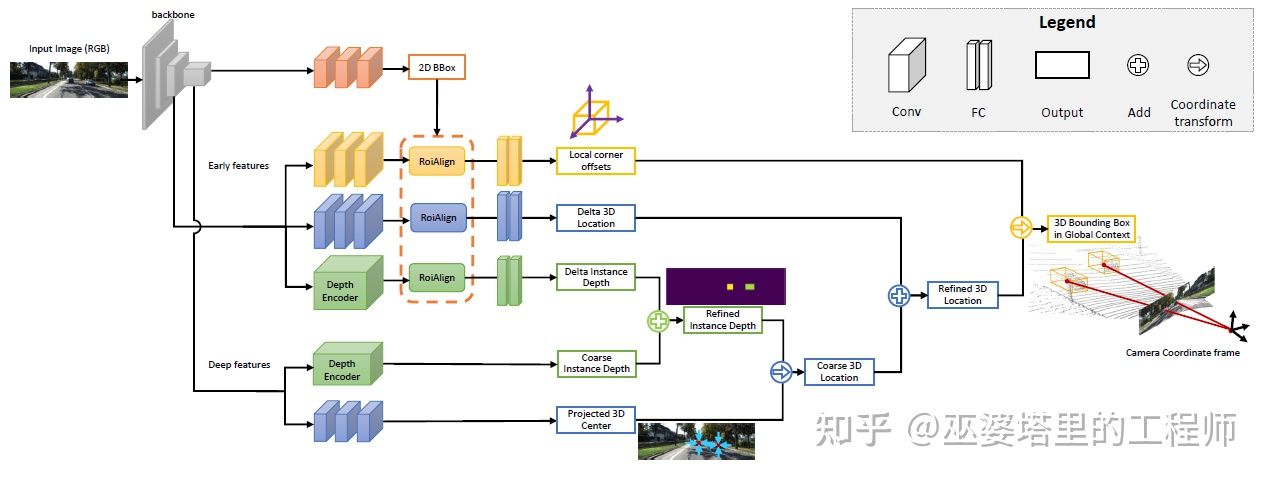 backbone
Input Image (RGB)
2D BBox
Legend
Conv
FC
Output
Add
Coordinate
transform
Early features
RoiAlign
Local corner
offsets
RoiAlign
Delta 3D
Location
3D Bounding Box
in Global Context
Depth
Encoder
RoiAlign
Delta Instance
Depth
Refined 3D
Location
Refined
Instance Depth
Deep features
Depth
Encoder
Coarse
Instance Depth
Coarse 3D
Location
Camera Coordinate frame
Projected 3D
Center
知乎 @巫婆塔里的工程师